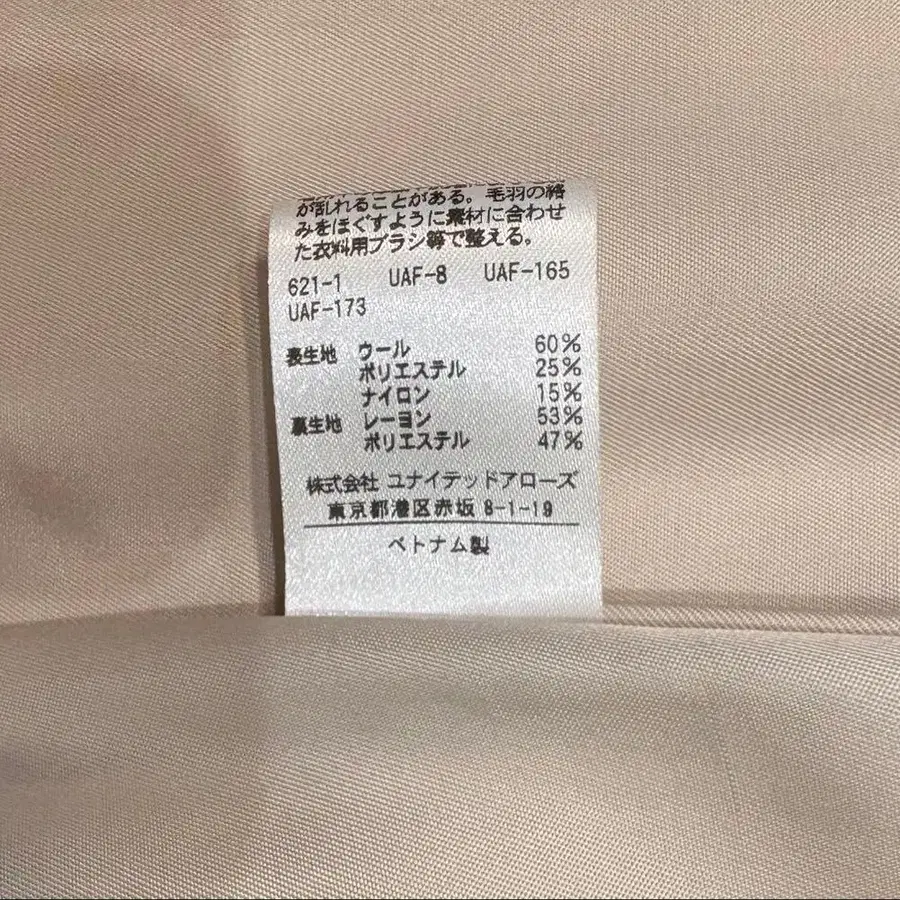 が乱れることがある。毛羽の絡
みをほぐすように素材に合わせ
た衣料用ブラシ等で整える。
621-1 UAF-8 UAF-165
UAF-173
表生地 ウール 60%
ポリエステル 25%
ナイロン 15%
裏生地 レーヨン 53%
ポリエステル 47%
株式会社 ユナイテッドアローズ
東京都港区赤坂 8-1-19
ベトナム製